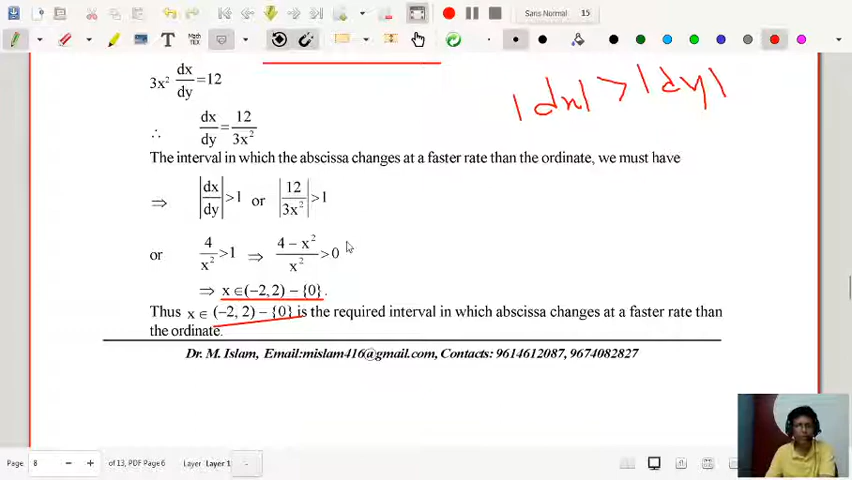 Sans Normal 15
Math TEX
3x² dx/dy =12
|dx| > |dy|
∴ dx/dy = 12/3x²
The interval in which the abscissa changes at a faster rate than the ordinate, we must have
⇒ |dx/dy| >1 or |12/3x²| >1
or 4/x² >1 ⇒ (4 − x²)/x² >0
⇒ x ∈(−2, 2) − {0}.
Thus x ∈ (−2, 2) − {0} is the required interval in which abscissa changes at a faster rate than
the ordinate.
Dr. M. Islam, Email:mislam416@gmail.com, Contacts: 9614612087, 9674082827
Page 8 of 13, PDF Page6 Layer Layer 1